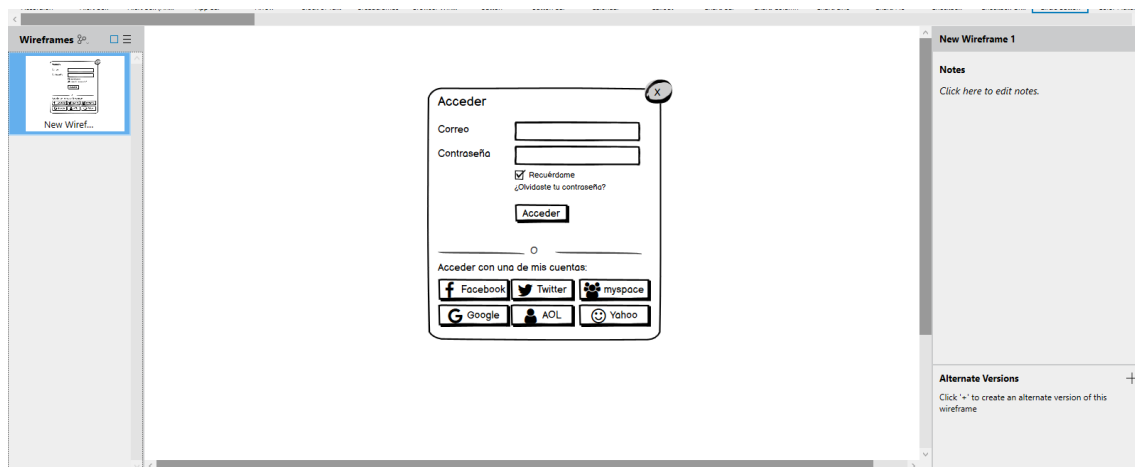 Wireframes
New Wiref...
Acceder
X
Correo
Contraseña
Recuérdame
¿Olvidaste tu contraseña?
Acceder
O
Acceder con una de mis cuentas:
Facebook Twitter myspace
Google AOL Yahoo
New Wireframe 1
Notes
Click here to edit notes.
Alternate Versions
Click '+' to create an alternate version of this
wireframe